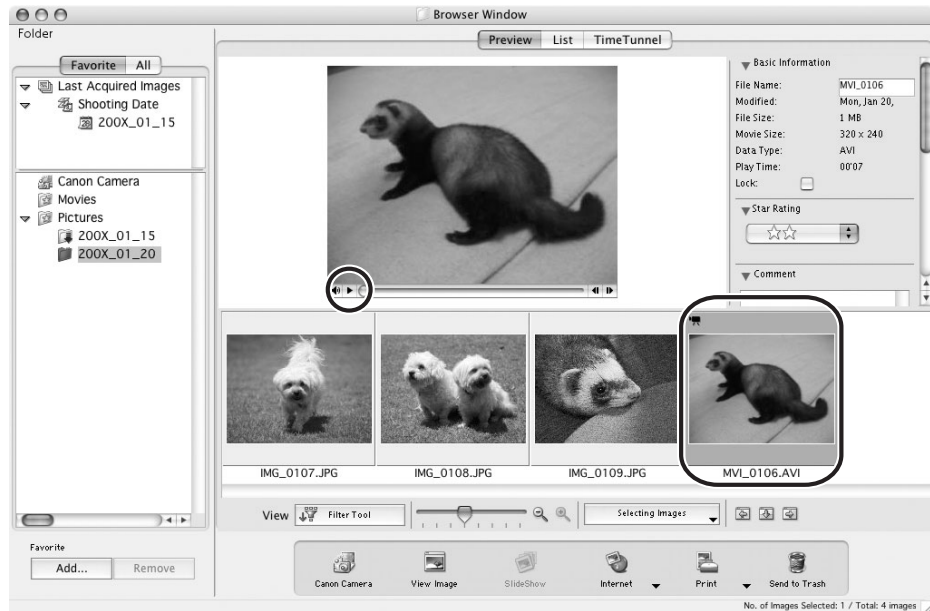 Browser Window
Folder
Favorite All
Last Acquired Images
Shooting Date
200X_01_15
Canon Camera
Movies
Pictures
200X_01_15
200X_01_20
Favorite
Add... Remove
Preview List TimeTunnel
Basic Information
File Name: MVI_0106
Modified: Mon, Jan 20,
File Size: 1 MB
Movie Size: 320 x 240
Data Type: AVI
Play Time: 00'07
Lock:
Star Rating
Comment
IMG_0107.JPG IMG_0108.JPG IMG_0109.JPG MVI_0106.AVI
View Filter Tool Selecting Images
Canon Camera View Image SlideShow Internet Print Send to Trash
No. of Images Selected: 1 / Total: 4 images